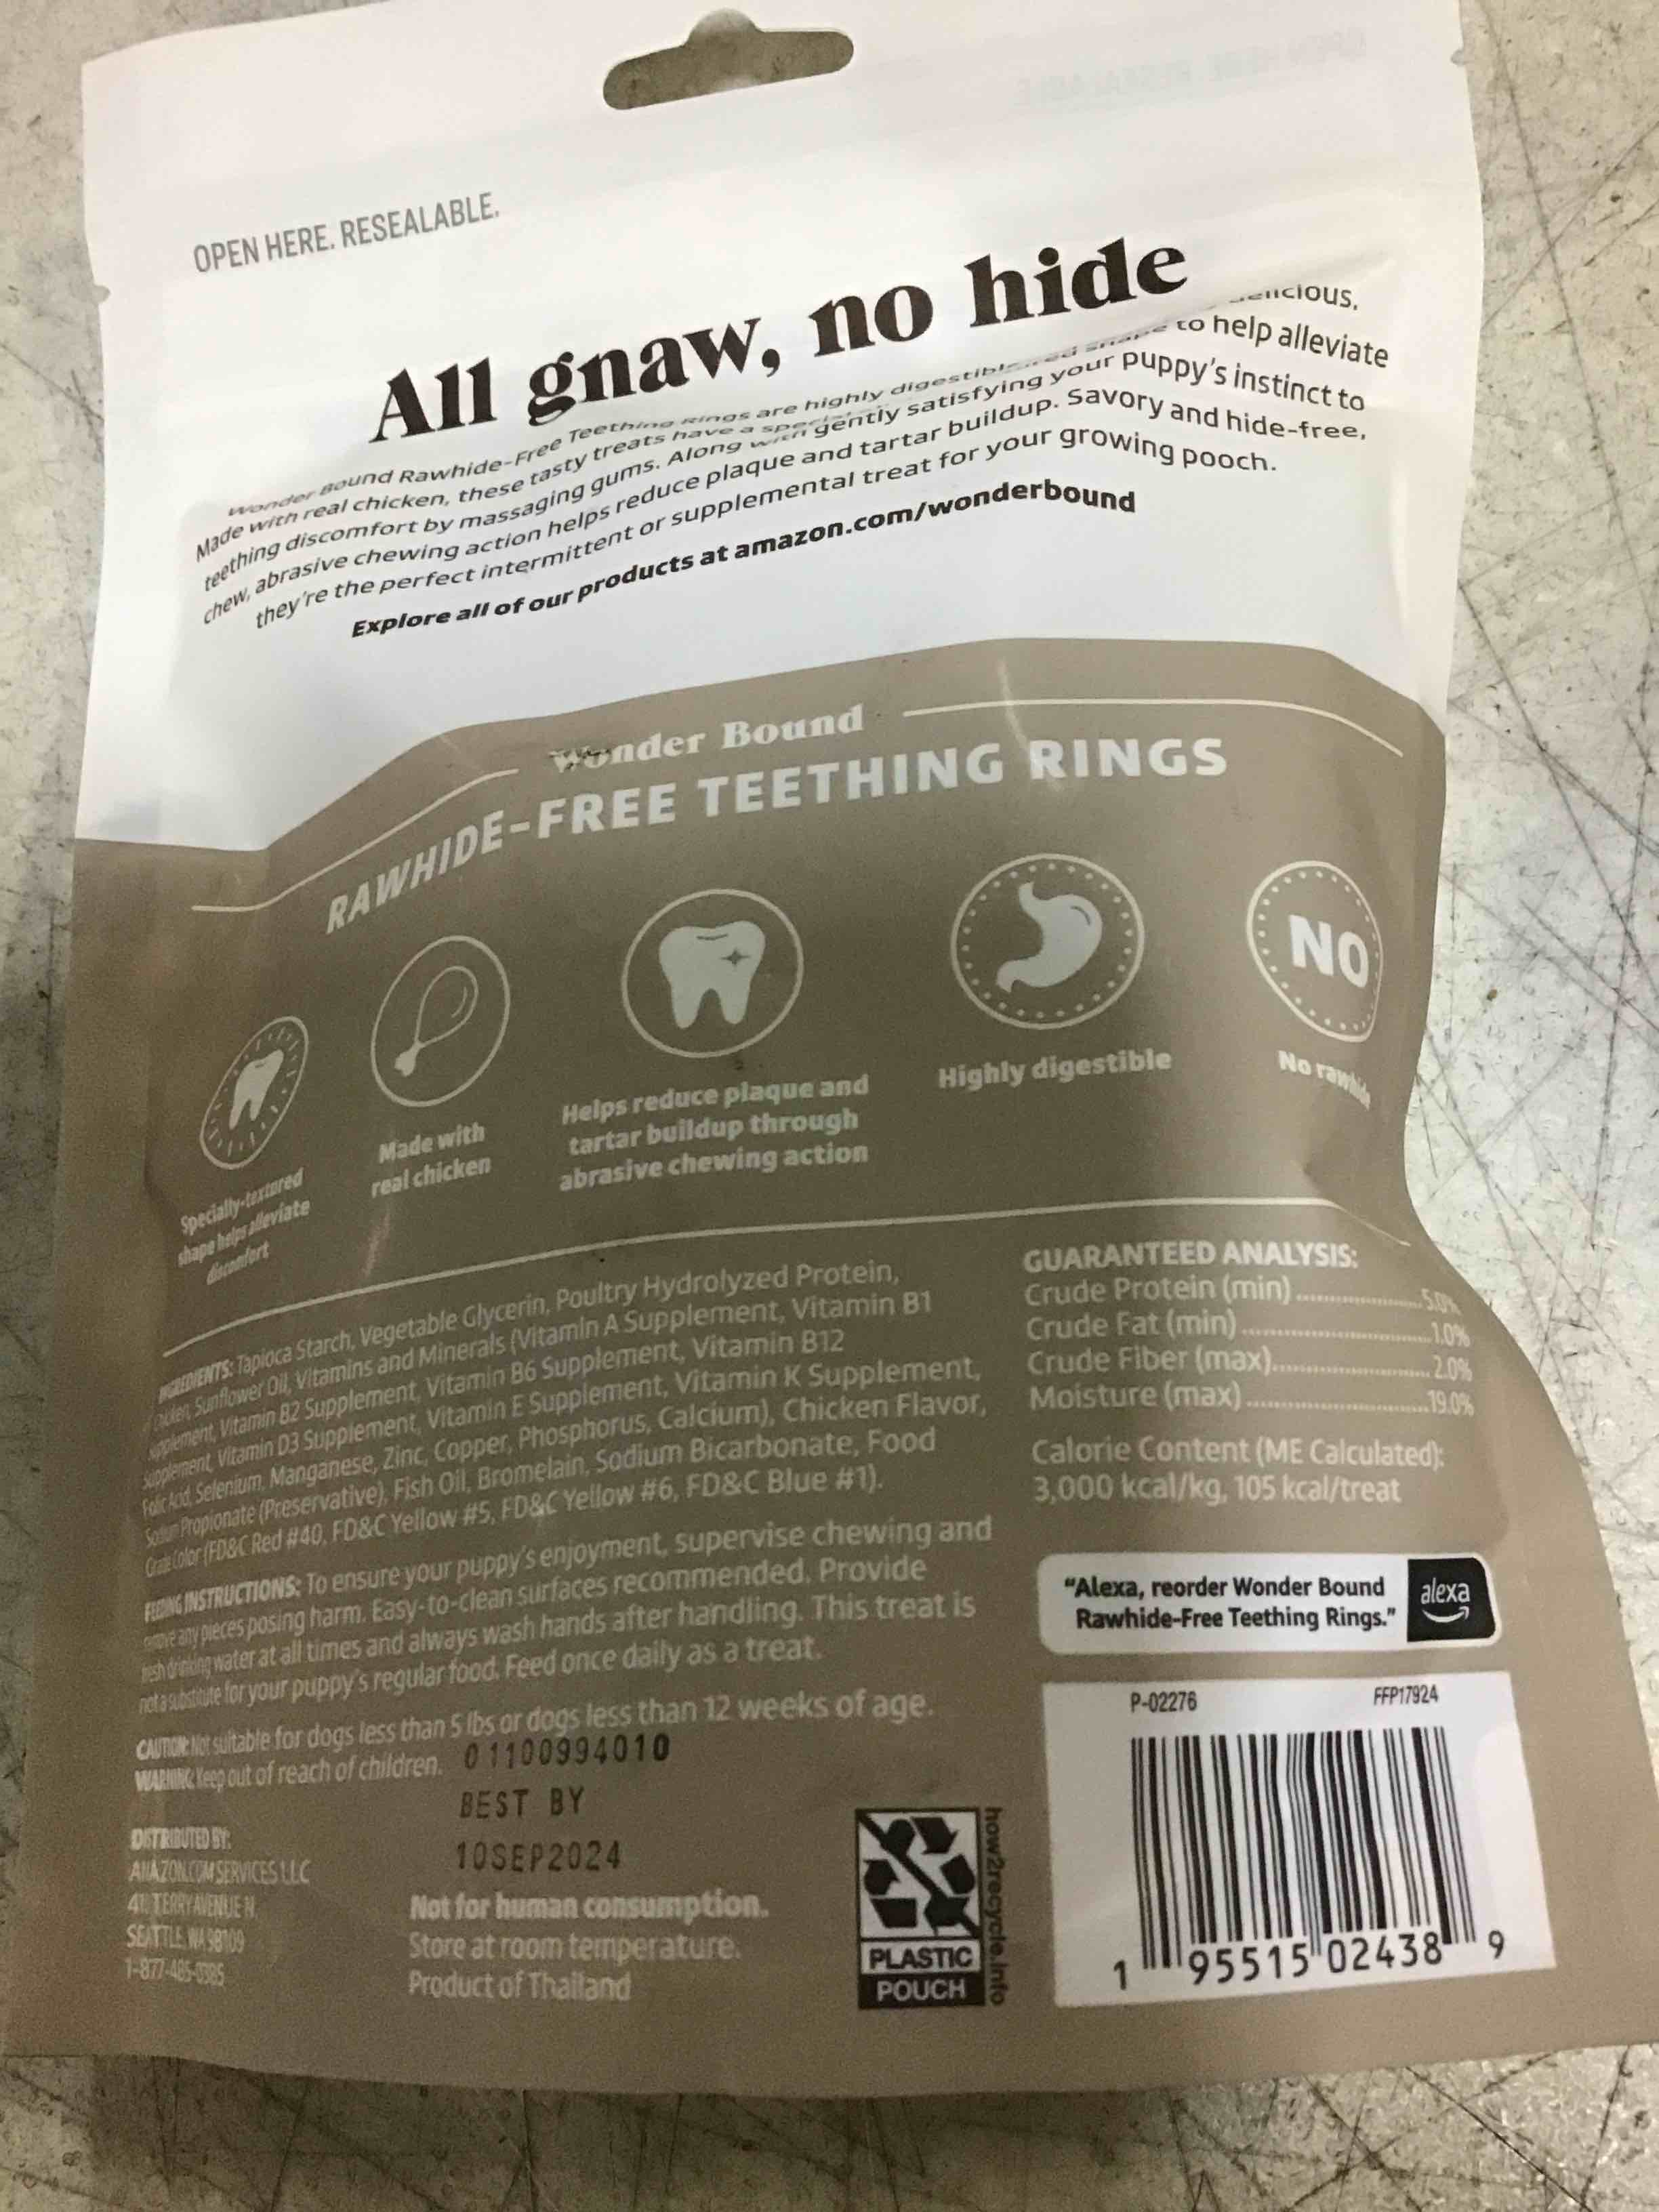 OPEN HERE. RESEALABLE.
All gnaw, no hide
Wonder Bound Rawhide-Free Teething Rings are highly digestible
Made with real chicken, these tasty treats have a to help alleviate
teething discomfort by massaging gums. Along with gently satisfying your puppy's instinct to
chew, abrasive chewing action helps reduce plaque and tartar buildup. Savory and hide-free,
they're the perfect intermittent or supplemental treat for your growing pooch.
Explore all of our products at amazon.com/wonderbound
Wonder Bound
RAWHIDE-FREE TEETHING RINGS
NO
Specially-textured
shape helps alleviate
discomfort
Made with
real chicken
Helps reduce plaque and
tartar buildup through
abrasive chewing action
Highly digestible
No rawhide
INGREDIENTS: Tapioca Starch, Vegetable Glycerin, Poultry Hydrolyzed Protein,
Chicken, Sunflower Oil, Vitamins and Minerals (Vitamin A Supplement, Vitamin B1
Supplement, Vitamin B2 Supplement, Vitamin B6 Supplement, Vitamin B12
Supplement, Vitamin D3 Supplement, Vitamin E Supplement, Vitamin K Supplement,
Folic Acid, Selenium, Manganese, Zinc, Copper, Phosphorus, Calcium), Chicken Flavor,
Sodium Propionate (Preservative), Fish Oil, Bromelain, Sodium Bicarbonate, Food
Grade Color (FD&C Red #40, FD&C Yellow #5, FD&C Yellow #6, FD&C Blue #1).
FEEDING INSTRUCTIONS: To ensure your puppy's enjoyment, supervise chewing and
remove any pieces posing harm. Easy-to-clean surfaces recommended. Provide
fresh drinking water at all times and always wash hands after handling. This treat is
not a substitute for your puppy's regular food. Feed once daily as a treat.
CAUTION: Not suitable for dogs less than 5 lbs or dogs less than 12 weeks of age.
WARNING: Keep out of reach of children.
01100994010
BEST BY
10SEP2024
DISTRIBUTED BY:
AMAZON.COM SERVICES LLC
410 TERRY AVENUE N.
SEATTLE, WA 98109
1-877-485-0385
Not for human consumption.
Store at room temperature.
Product of Thailand
GUARANTEED ANALYSIS:
Crude Protein (min) 5.0%
Crude Fat (min) 1.0%
Crude Fiber (max) 2.0%
Moisture (max) 19.0%
Calorie Content (ME Calculated):
3,000 kcal/kg, 105 kcal/treat
"Alexa, reorder Wonder Bound
Rawhide-Free Teething Rings."
alexa
PLASTIC
POUCH
how2recycle.info
P-02276 FFP17924
1 95515 02438 9